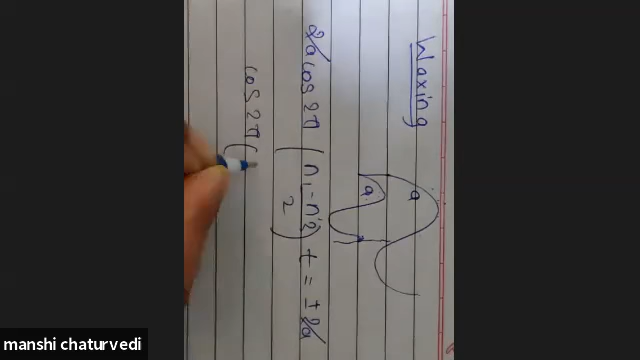 Waxing
a
a
2a cos 2π ( n1 - n2 / 2 ) t = ± 2a
cos 2π (
manshi chaturvedi